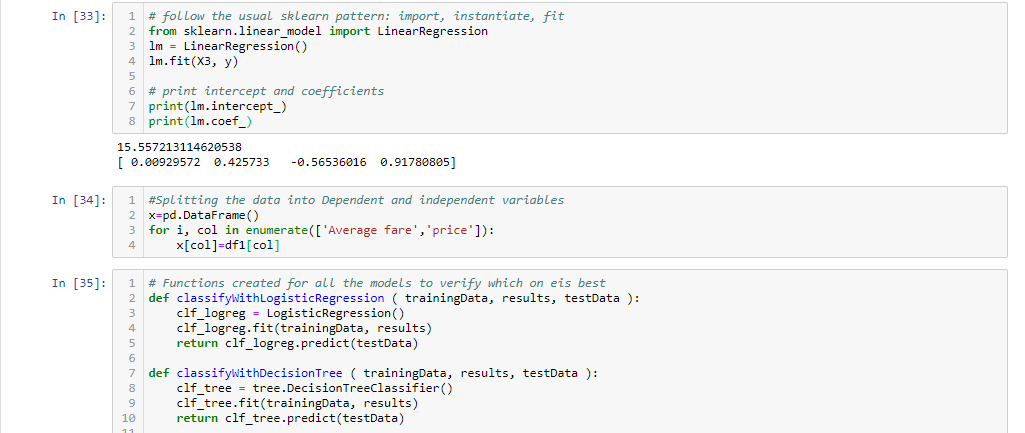 In [33]:
1 # follow the usual sklearn pattern: import, instantiate, fit
2 from sklearn.linear_model import LinearRegression
3 lm = LinearRegression()
4 lm.fit(X3, y)
5
6 # print intercept and coefficients
7 print(lm.intercept_)
8 print(lm.coef_)
15.557213114620538
[ 0.00929572  0.425733   -0.56536016  0.91780805]
In [34]:
1 #Splitting the data into Dependent and independent variables
2 x=pd.DataFrame()
3 for i, col in enumerate(['Average fare','price']):
4     x[col]=df1[col]
In [35]:
1 # Functions created for all the models to verify which on eis best
2 def classifyWithLogisticRegression ( trainingData, results, testData ):
3     clf_logreg = LogisticRegression()
4     clf_logreg.fit(trainingData, results)
5     return clf_logreg.predict(testData)
6
7 def classifyWithDecisionTree ( trainingData, results, testData ):
8     clf_tree = tree.DecisionTreeClassifier()
9     clf_tree.fit(trainingData, results)
10     return clf_tree.predict(testData)
11